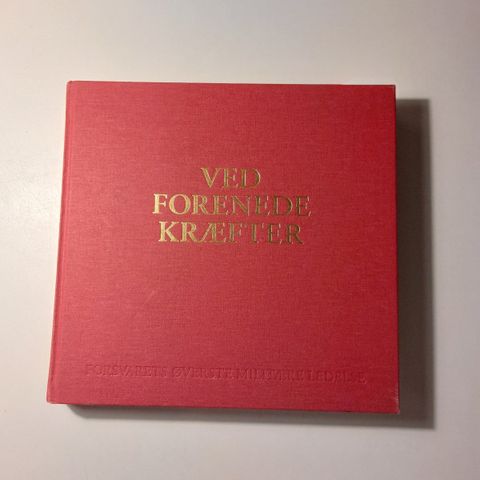 VED
FORENEDE
KRÆFTER
FORSVARETS ØVERSTE MILITÆRE LEDELSE